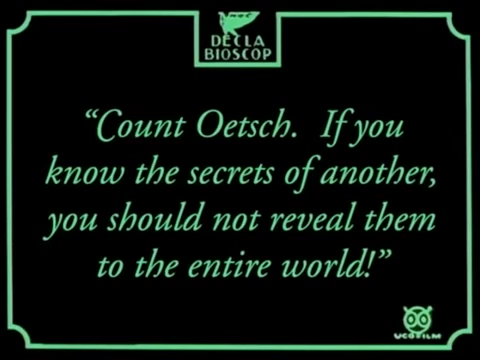 DECLA
BIOSCOP
“Count Oetsch. If you
know the secrets of another,
you should not reveal them
to the entire world!”
UCOFILM